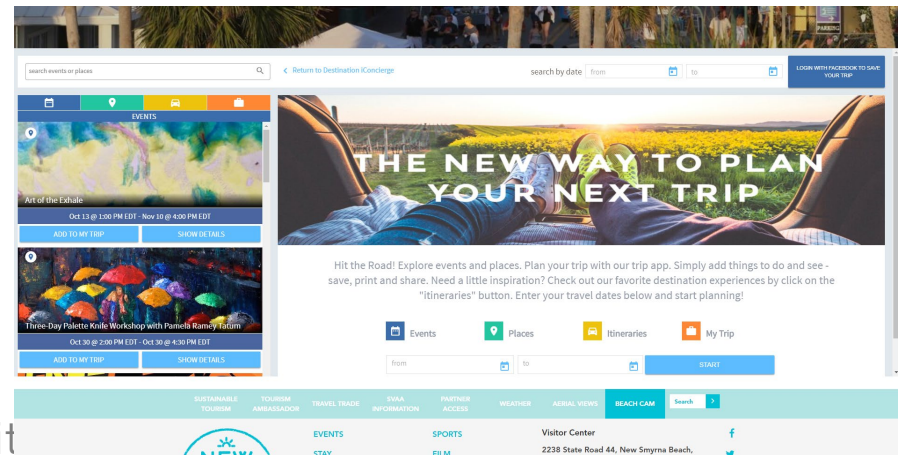 PARKING
search events or places
Return to Destination iConcierge
search by date from to
LOGIN WITH FACEBOOK TO SAVE
YOUR TRIP
EVENTS
Art of the Exhale
Oct 13 @ 1:00 PM EDT - Nov 10 @ 4:00 PM EDT
ADD TO MY TRIP SHOW DETAILS
Three-Day Palette Knife Workshop with Pamela Ramey Tatum
Oct 30 @ 2:00 PM EDT - Oct 30 @ 4:30 PM EDT
ADD TO MY TRIP SHOW DETAILS
THE NEW WAY TO PLAN
YOUR NEXT TRIP
Hit the Road! Explore events and places. Plan your trip with our trip app. Simply add things to do and see -
save, print and share. Need a little inspiration? Check out our favorite destination experiences by click on the
"itineraries" button. Enter your travel dates below and start planning!
Events Places Itineraries My Trip
from to START
SUSTAINABLE
TOURISM
TOURISM
AMBASSADOR
TRAVEL TRADE
SVAA
INFORMATION
PARTNER
ACCESS
WEATHER
AERIAL VIEWS
BEACH CAM
Search
t
NEW
EVENTS
STAY
SPORTS
FILM
Visitor Center
2238 State Road 44, New Smyrna Beach,